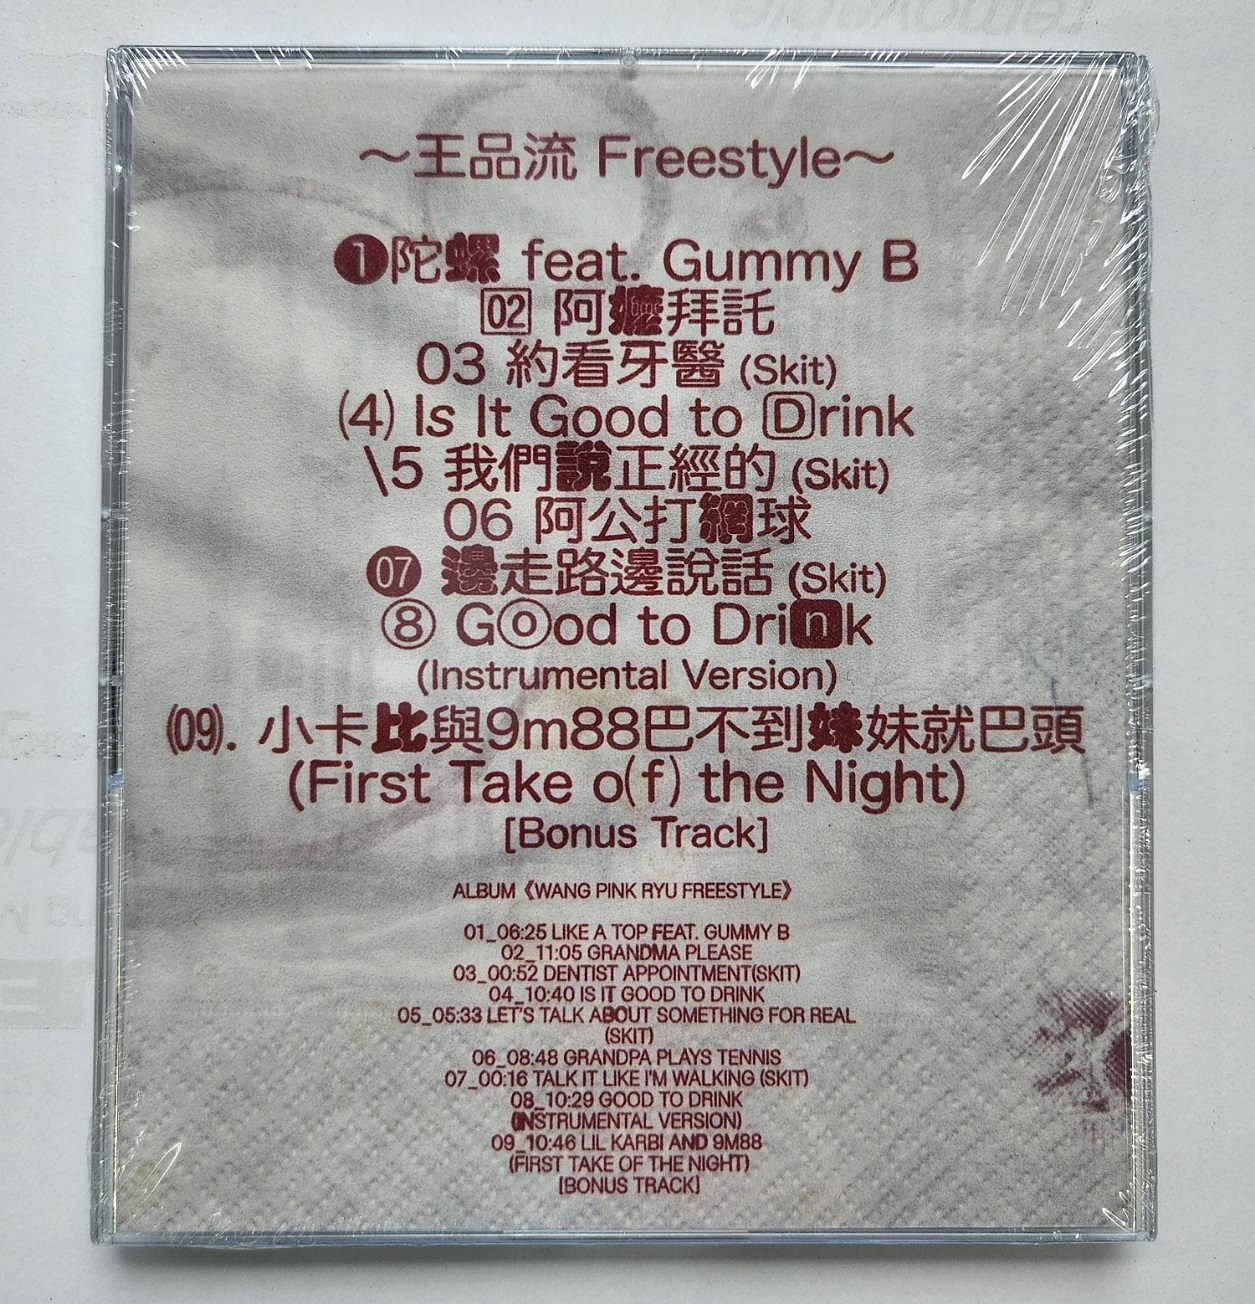 ～王品流 Freestyle～
❶陀螺 feat. Gummy B
02 阿嬤拜託
03 約看牙醫 (Skit)
(4) Is It Good to Drink
\5 我們說正經的 (Skit)
06 阿公打網球
07 邊走路邊說話 (Skit)
⑧ Good to Drink
(Instrumental Version)
(09). 小卡比與9m88巴不到妹妹就巴頭
(First Take o(f) the Night)
[Bonus Track]
ALBUM《WANG PINK RYU FREESTYLE》
01_06:25 LIKE A TOP FEAT. GUMMY B
02_11:05 GRANDMA PLEASE
03_00:52 DENTIST APPOINTMENT(SKIT)
04_10:40 IS IT GOOD TO DRINK
05_05:33 LET'S TALK ABOUT SOMETHING FOR REAL
(SKIT)
06_08:48 GRANDPA PLAYS TENNIS
07_00:16 TALK IT LIKE I'M WALKING (SKIT)
08_10:29 GOOD TO DRINK
(INSTRUMENTAL VERSION)
09_10:46 LIL KARBI AND 9M88
(FIRST TAKE OF THE NIGHT)
[BONUS TRACK]